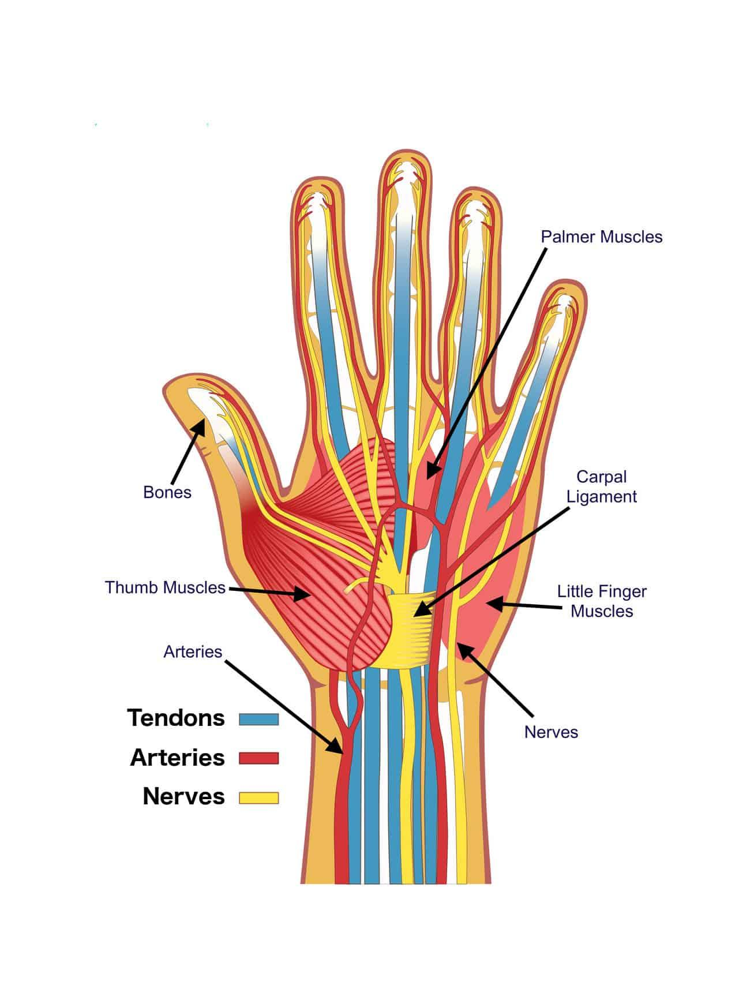 Palmer Muscles
Carpal
Ligament
Bones
Thumb Muscles
Little Finger
Muscles
Arteries
Nerves
Tendons
Arteries
Nerves